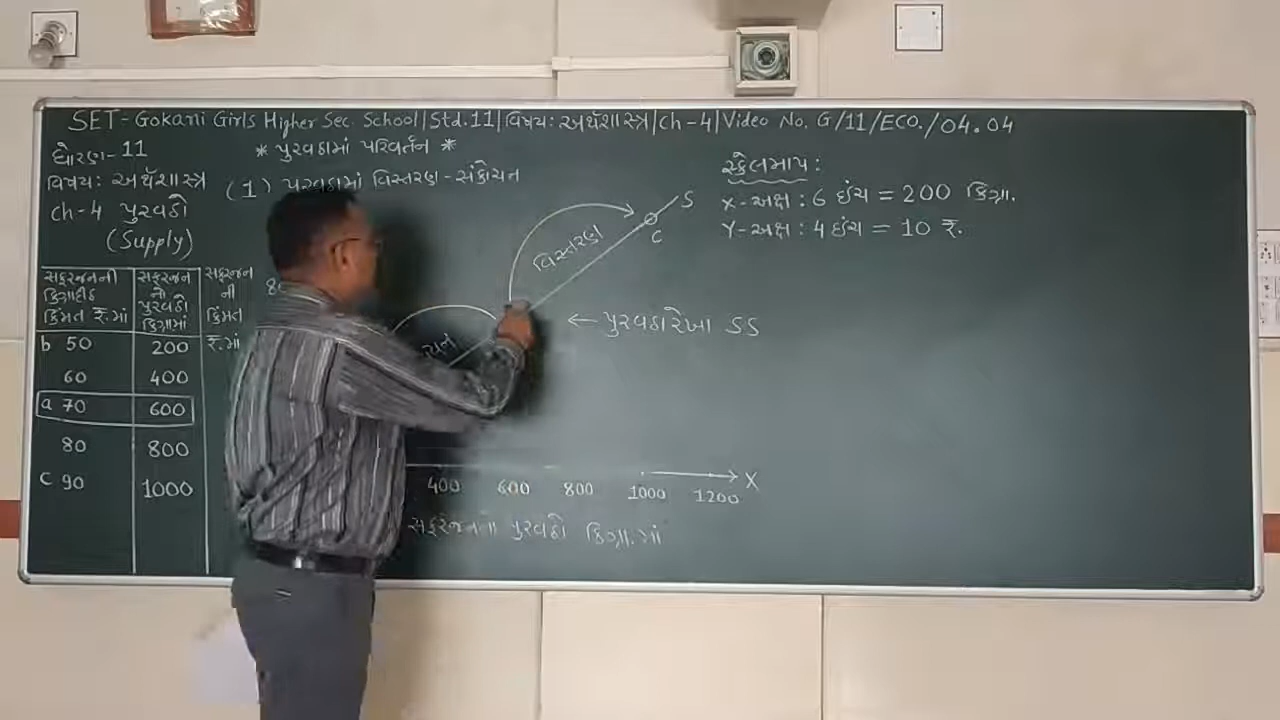 SET-Gokani Girls Higher Sec. School|Std.11|વિષય: અર્થશાસ્ત્ર|Ch-4|Video No. G/11/ECO./04.04
ધોરણ-11
* પુરવઠામાં પરિવર્તન *
વિષય: અર્થશાસ્ત્ર
(1) પુરવઠામાં વિસ્તરણ-સંકોચન
Ch-4 પુરવઠો
(Supply)
સ્કેલમાપ:
X-અક્ષ : 6 ઇંચ = 200 કિગ્રા.
Y-અક્ષ : 4 ઇંચ = 10 ₹.
સફરજનની કિગ્રાદીઠ કિંમત ₹.માં
સફરજનનો પુરવઠો કિગ્રામાં
b 50 200
60 400
a 70 600
80 800
c 90 1000
સફરજનની કિંમત ₹.માં
S
C
વિસ્તરણ
← પુરવઠારેખા SS
400 600 800 1000 1200 X
સફરજનનો પુરવઠો કિગ્રા.માં